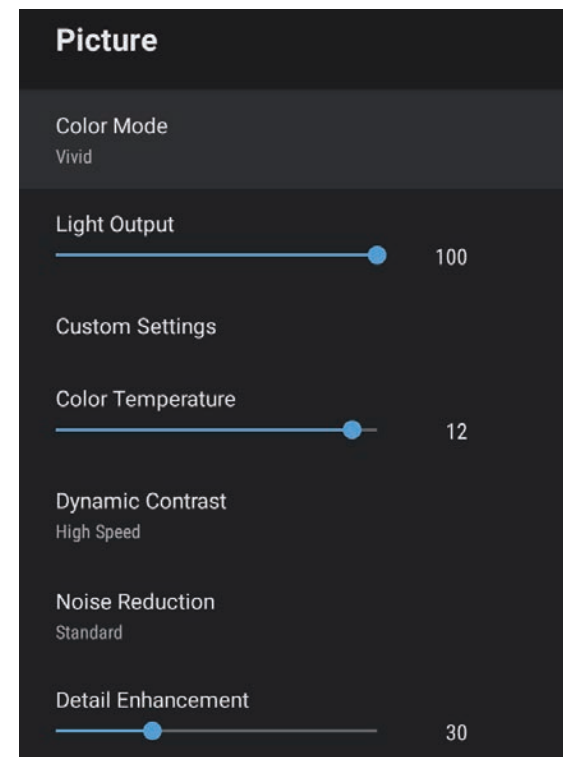 Picture
Color Mode
Vivid
Light Output
100
Custom Settings
Color Temperature
12
Dynamic Contrast
High Speed
Noise Reduction
Standard
Detail Enhancement
30